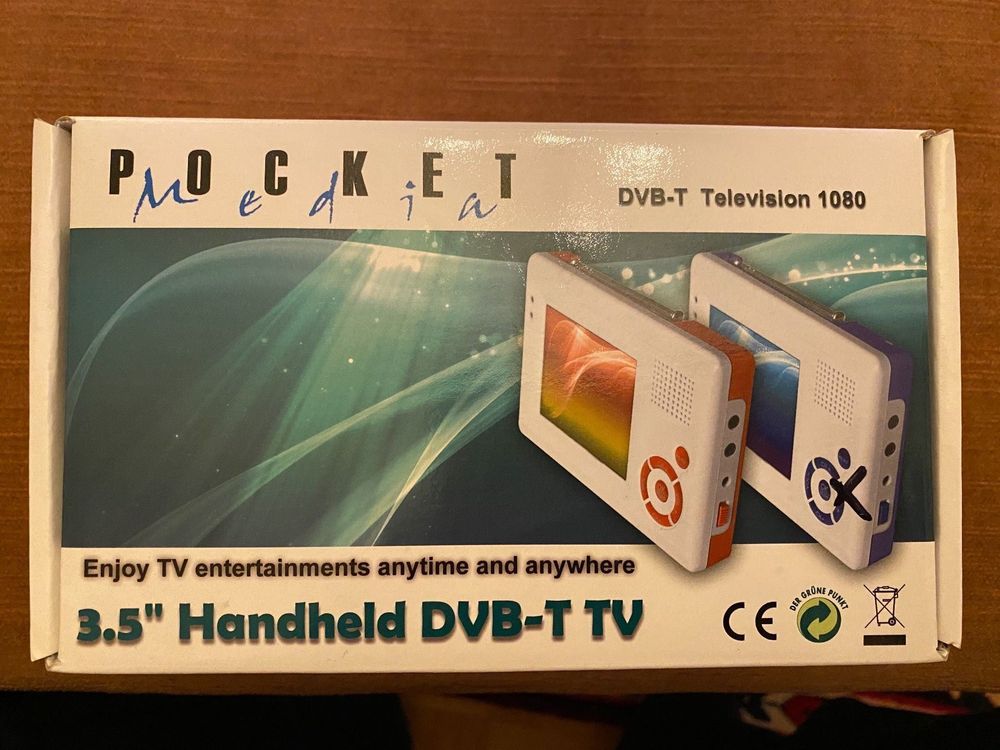 POCKET
Media
DVB-T Television 1080
Enjoy TV entertainments anytime and anywhere
3.5" Handheld DVB-T TV
CE
DER GRÜNE PUNKT